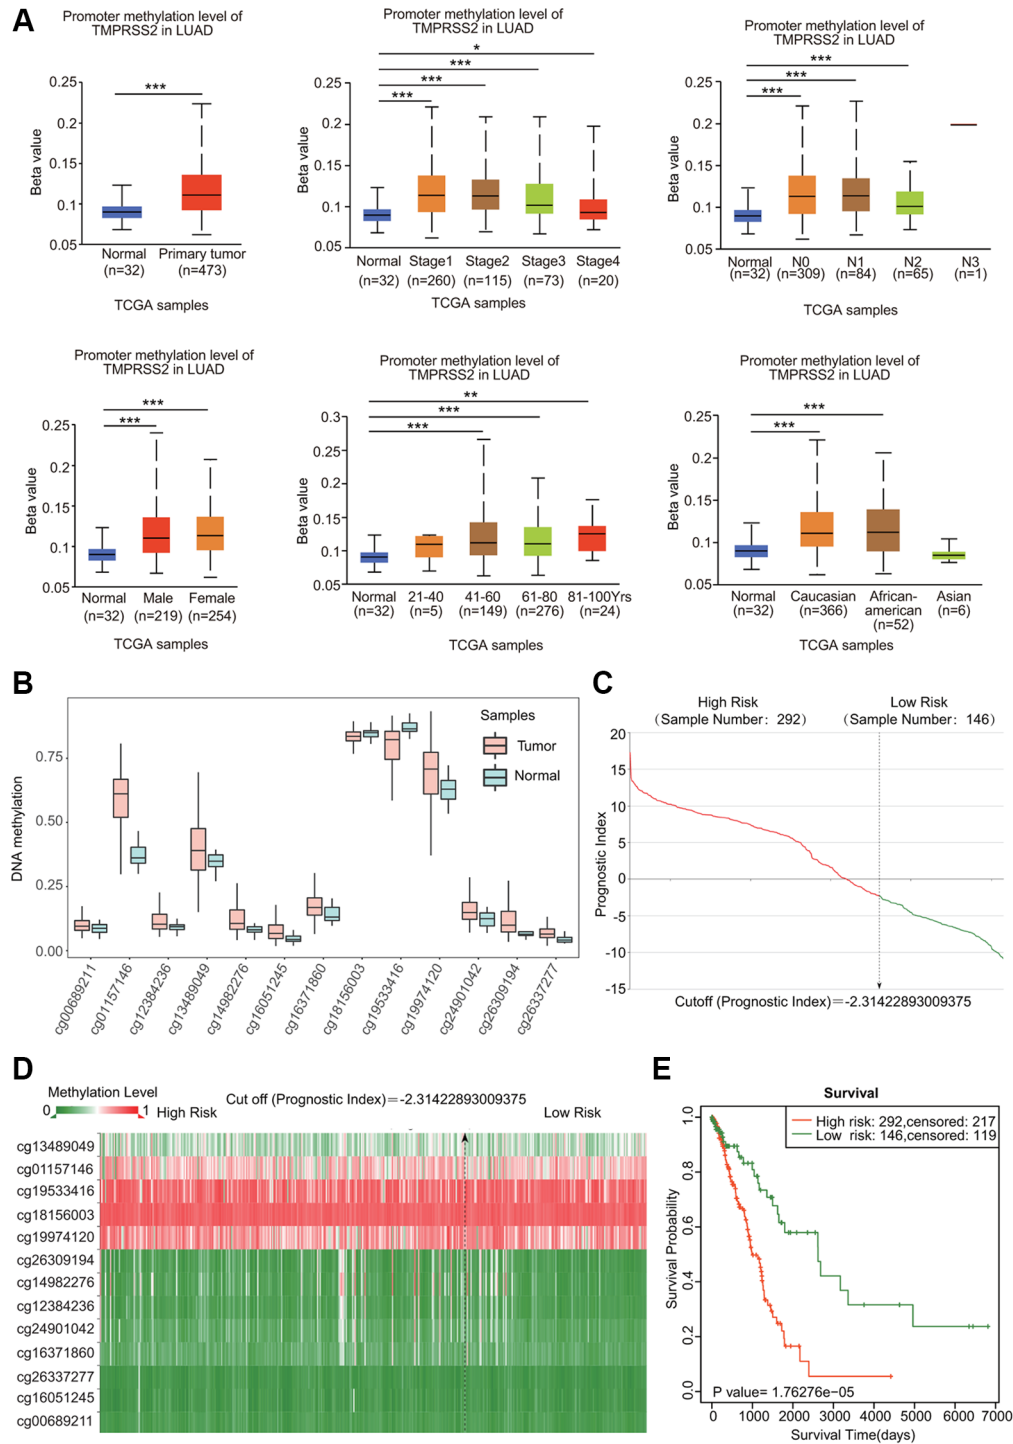 A
Promoter methylation level of
TMPRSS2 in LUAD
***
Beta value
0.25
0.2
0.15
0.1
0.05
Normal
(n=32)
Primary tumor
(n=473)
TCGA samples
Promoter methylation level of
TMPRSS2 in LUAD
*
***
***
***
Beta value
0.25
0.2
0.15
0.1
0.05
Normal Stage1 Stage2 Stage3 Stage4
(n=32) (n=260) (n=115) (n=73) (n=20)
TCGA samples
Promoter methylation level of
TMPRSS2 in LUAD
***
***
***
Beta value
0.25
0.2
0.15
0.1
0.05
Normal N0 N1 N2 N3
(n=32) (n=309) (n=84) (n=65) (n=1)
TCGA samples
Promoter methylation level of
TMPRSS2 in LUAD
***
***
Beta value
0.25
0.2
0.15
0.1
0.05
Normal Male Female
(n=32) (n=219) (n=254)
TCGA samples
Promoter methylation level of
TMPRSS2 in LUAD
**
***
***
Beta value
0.3
0.25
0.2
0.15
0.1
0.05
Normal 21-40 41-60 61-80 81-100Yrs
(n=32) (n=5) (n=149) (n=276) (n=24)
TCGA samples
Promoter methylation level of
TMPRSS2 in LUAD
***
***
Beta value
0.25
0.2
0.15
0.1
0.05
Normal
(n=32)
Caucasian
(n=366)
African-
american
(n=52)
Asian
(n=6)
TCGA samples
B
DNA methylation
0.75
0.50
0.25
0.00
Samples
Tumor
Normal
cg00689211
cg01157146
cg12384236
cg13489049
cg14982276
cg16051245
cg16371860
cg18156003
cg19533416
cg19974120
cg24901042
cg26309194
cg26337277
C
High Risk
(Sample Number: 292)
Low Risk
(Sample Number: 146)
Prognostic Index
20
15
10
5
0
-5
-10
-15
Cutoff (Prognostic Index)=-2.31422893009375
D
Methylation Level
0 1
High Risk
Cut off (Prognostic Index)=-2.31422893009375
Low Risk
cg13489049
cg01157146
cg19533416
cg18156003
cg19974120
cg26309194
cg14982276
cg12384236
cg24901042
cg16371860
cg26337277
cg16051245
cg00689211
E
Survival
High risk: 292,censored: 217
Low risk: 146,censored: 119
Survival Probability
1.0
0.8
0.6
0.4
0.2
0.0
P value= 1.76276e-05
0 1000 2000 3000 4000 5000 6000 7000
Survival Time(days)